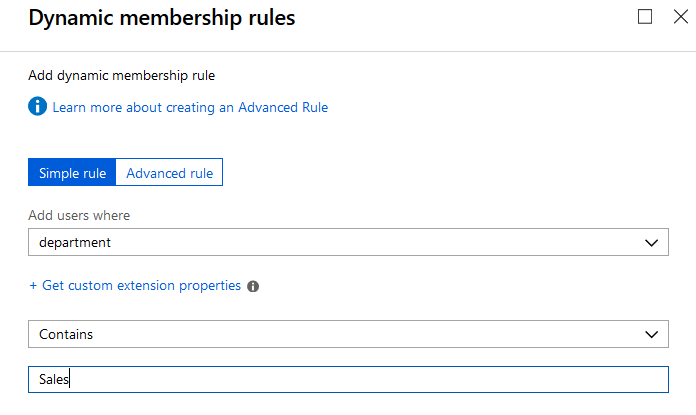 Dynamic membership rules
Add dynamic membership rule
Learn more about creating an Advanced Rule
Simple rule Advanced rule
Add users where
department
+ Get custom extension properties
Contains
Sales